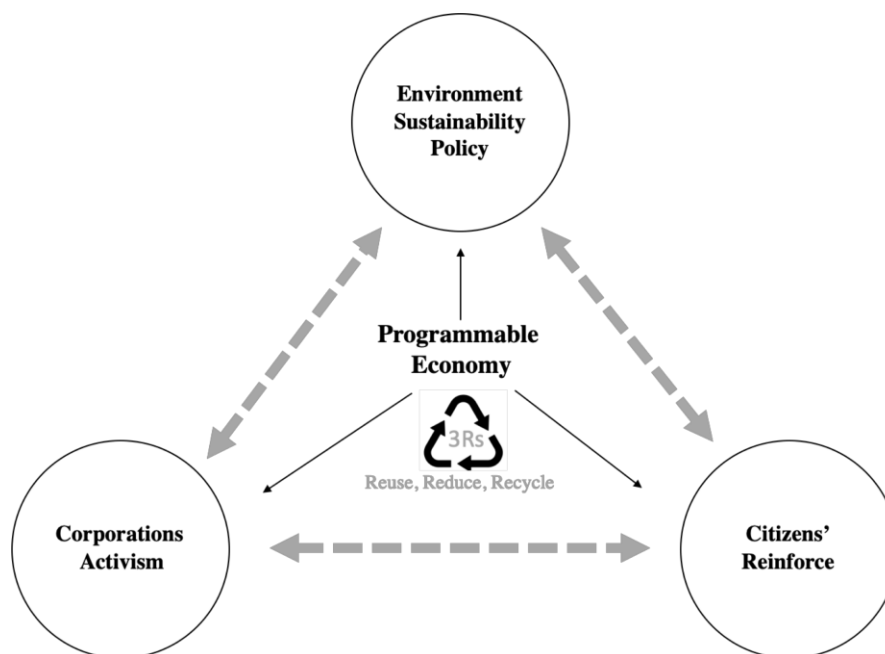 Environment
Sustainability
Policy
Programmable
Economy
3Rs
Reuse, Reduce, Recycle
Corporations
Activism
Citizens’
Reinforce